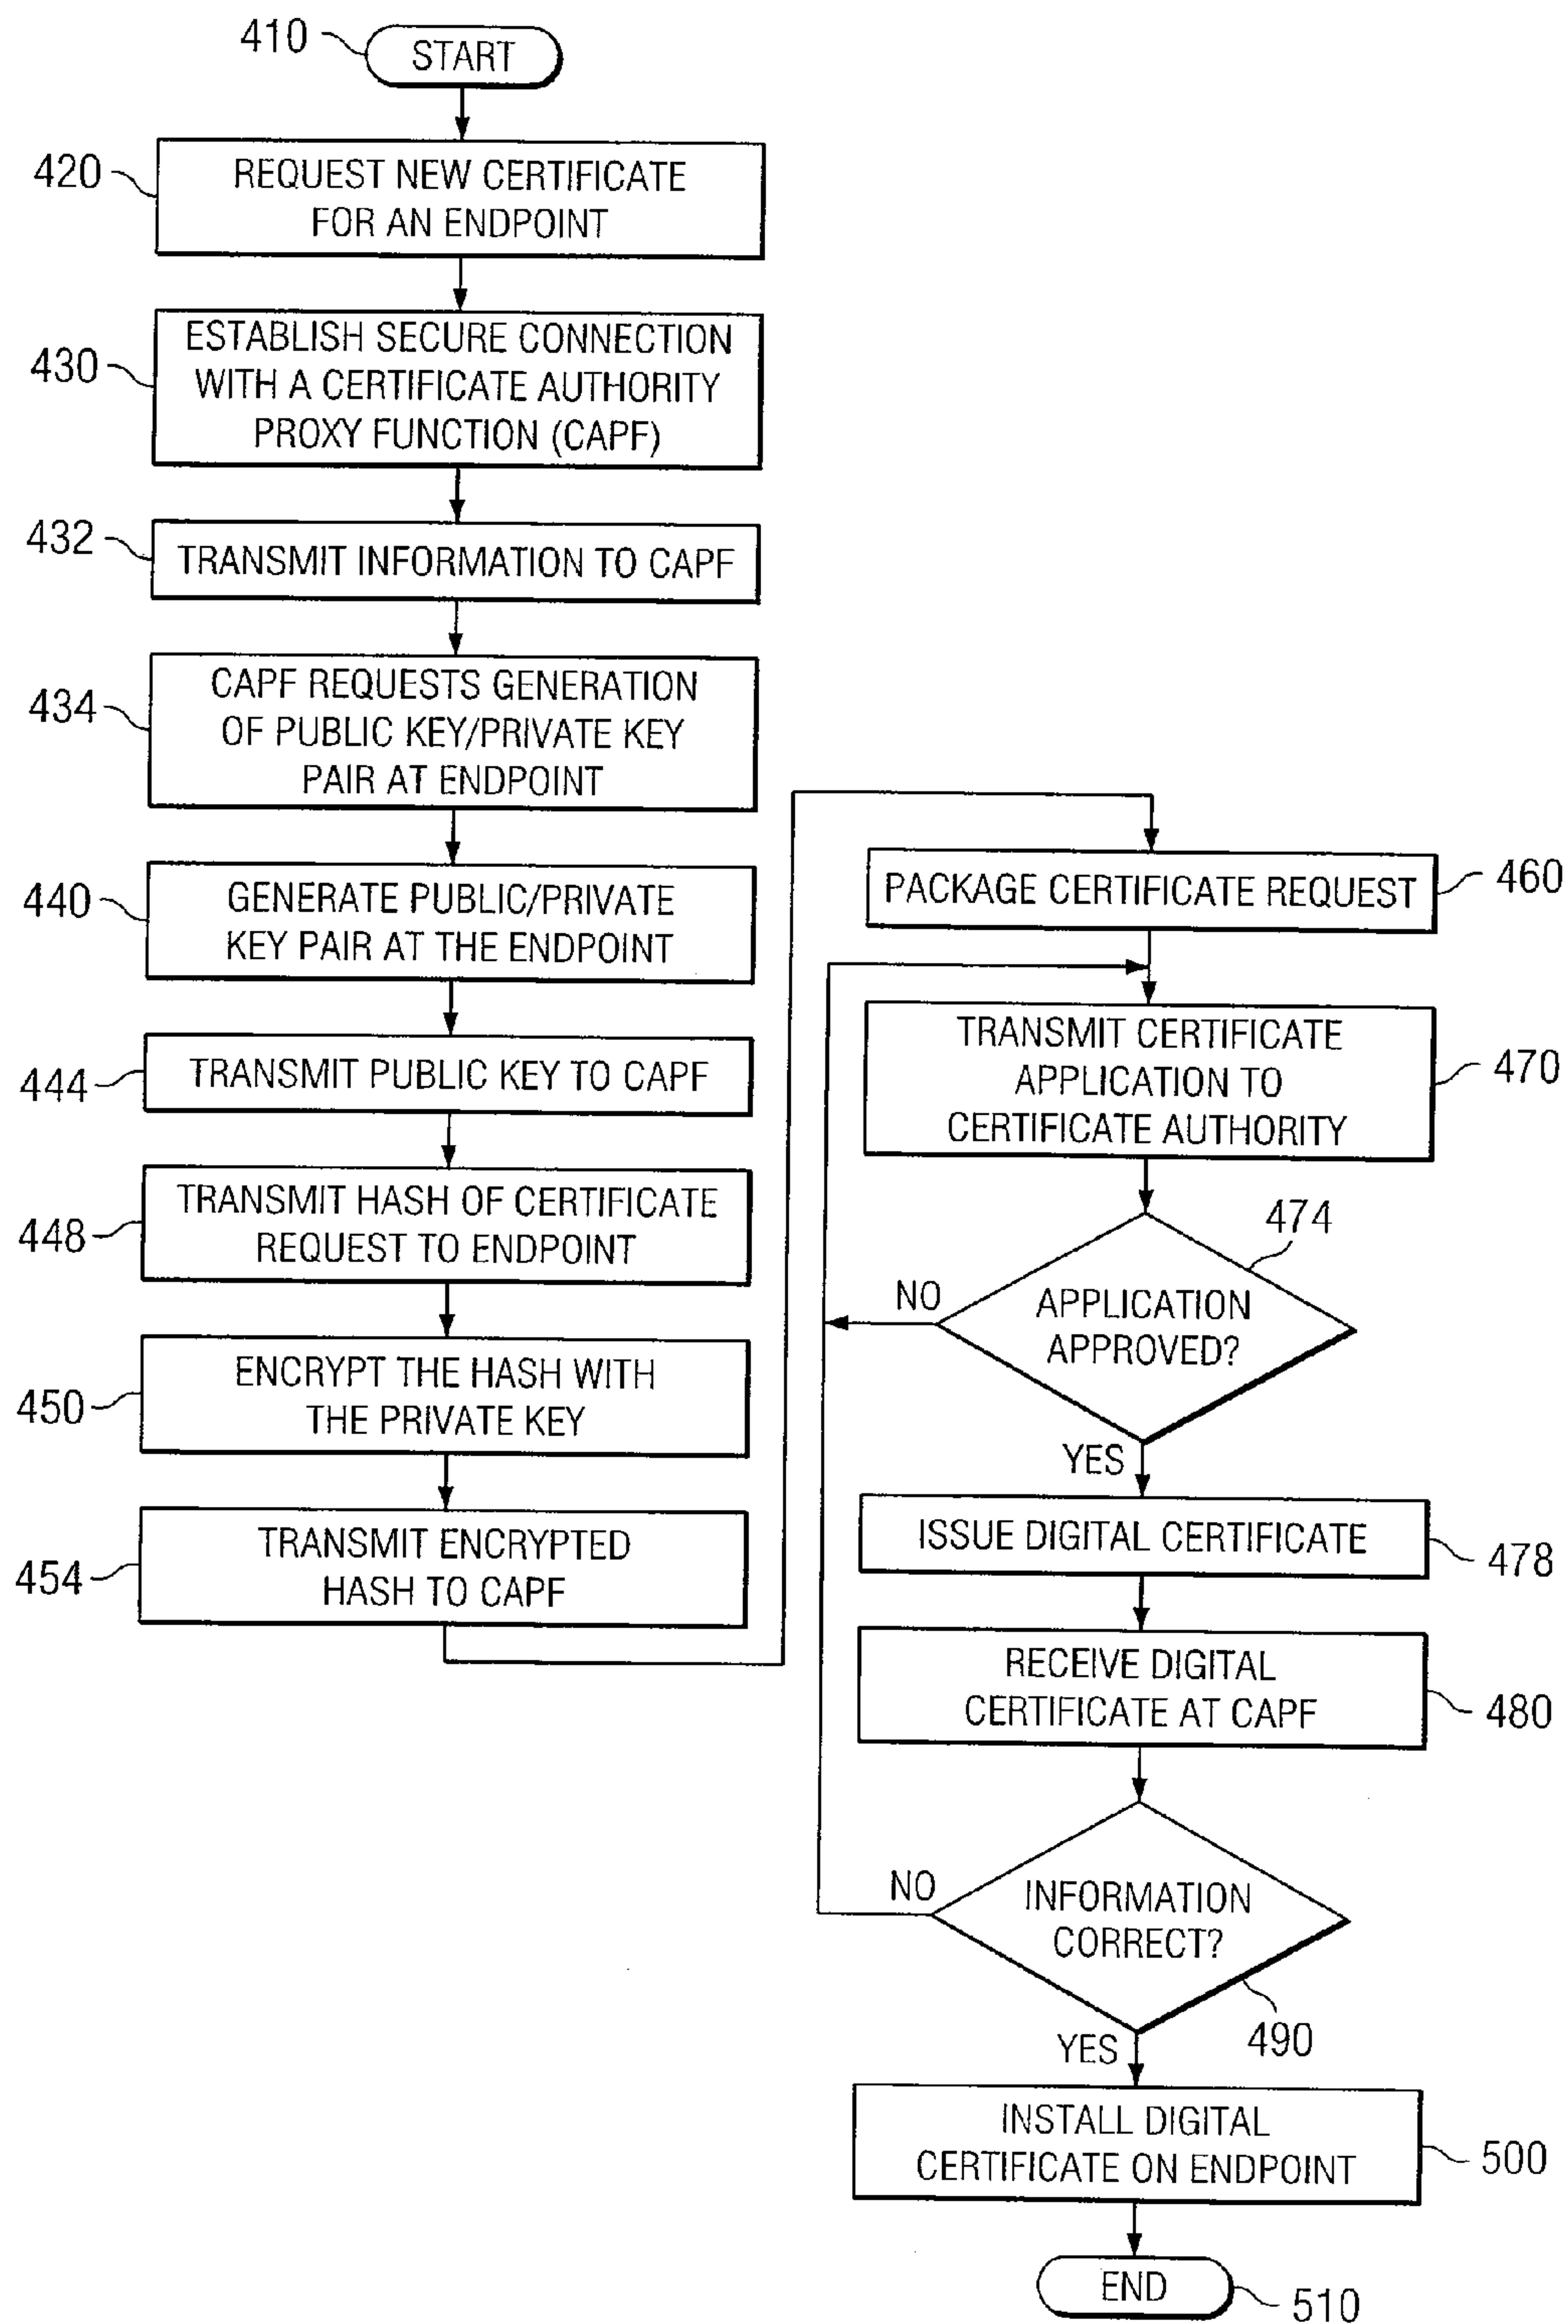 410
START
420
REQUEST NEW CERTIFICATE
FOR AN ENDPOINT
430
ESTABLISH SECURE CONNECTION
WITH A CERTIFICATE AUTHORITY
PROXY FUNCTION (CAPF)
432
TRANSMIT INFORMATION TO CAPF
434
CAPF REQUESTS GENERATION
OF PUBLIC KEY/PRIVATE KEY
PAIR AT ENDPOINT
440
GENERATE PUBLIC/PRIVATE
KEY PAIR AT THE ENDPOINT
444
TRANSMIT PUBLIC KEY TO CAPF
448
TRANSMIT HASH OF CERTIFICATE
REQUEST TO ENDPOINT
450
ENCRYPT THE HASH WITH
THE PRIVATE KEY
454
TRANSMIT ENCRYPTED
HASH TO CAPF
PACKAGE CERTIFICATE REQUEST
460
TRANSMIT CERTIFICATE
APPLICATION TO
CERTIFICATE AUTHORITY
470
474
NO
APPLICATION
APPROVED?
YES
ISSUE DIGITAL CERTIFICATE
478
RECEIVE DIGITAL
CERTIFICATE AT CAPF
480
NO
INFORMATION
CORRECT?
490
YES
INSTALL DIGITAL
CERTIFICATE ON ENDPOINT
500
END
510